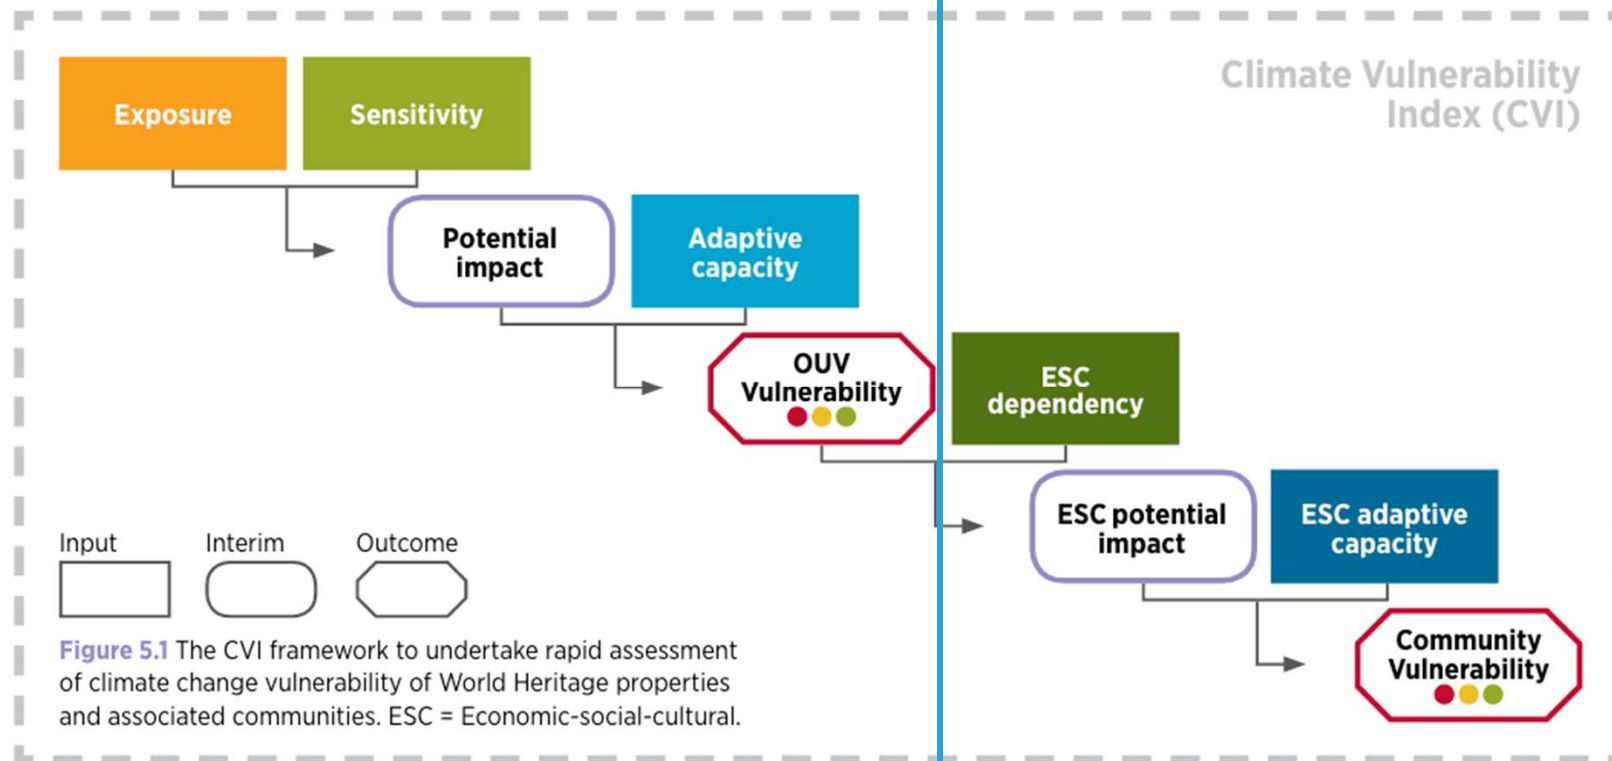 Climate Vulnerability
Index (CVI)
Exposure
Sensitivity
Potential
impact
Adaptive
capacity
OUV
Vulnerability
ESC
dependency
ESC potential
impact
ESC adaptive
capacity
Community
Vulnerability
Input
Interim
Outcome
Figure 5.1 The CVI framework to undertake rapid assessment
of climate change vulnerability of World Heritage properties
and associated communities. ESC = Economic-social-cultural.